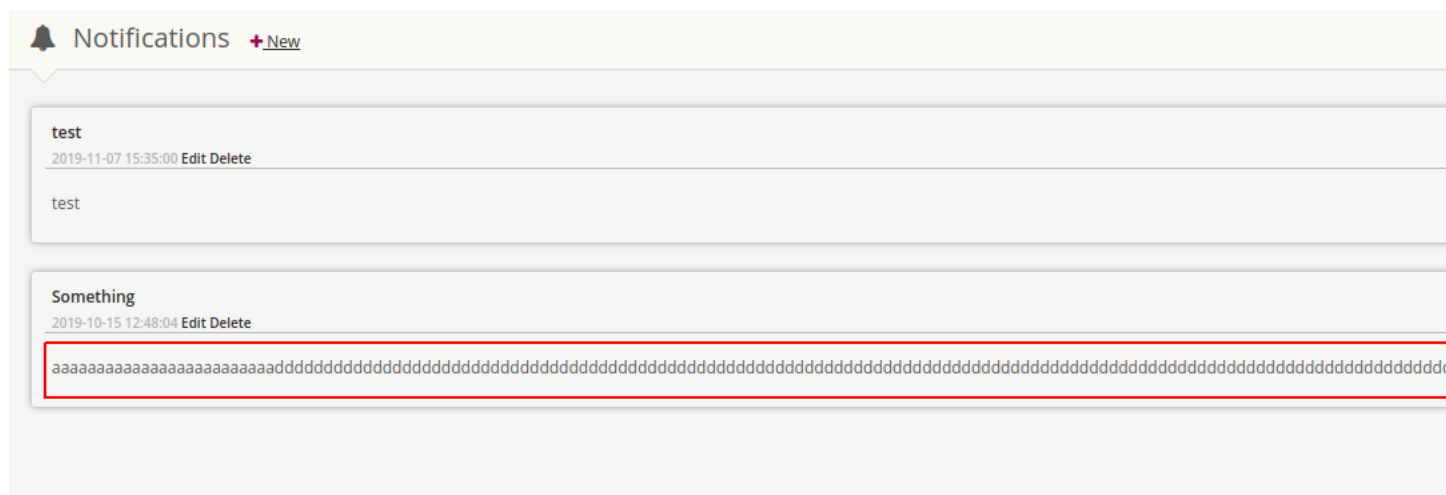 Notifications +New
test
2019-11-07 15:35:00 Edit Delete
test
Something
2019-10-15 12:48:04 Edit Delete